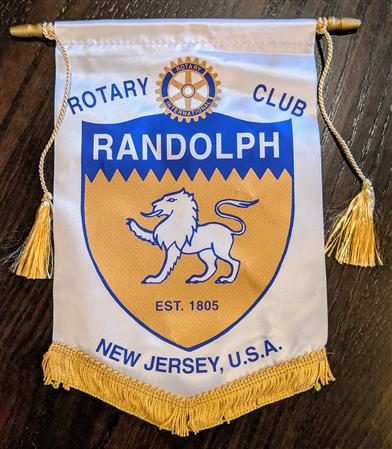 ROTARY CLUB
ROTARY
INTERNATIONAL
RANDOLPH
EST. 1805
NEW JERSEY, U.S.A.